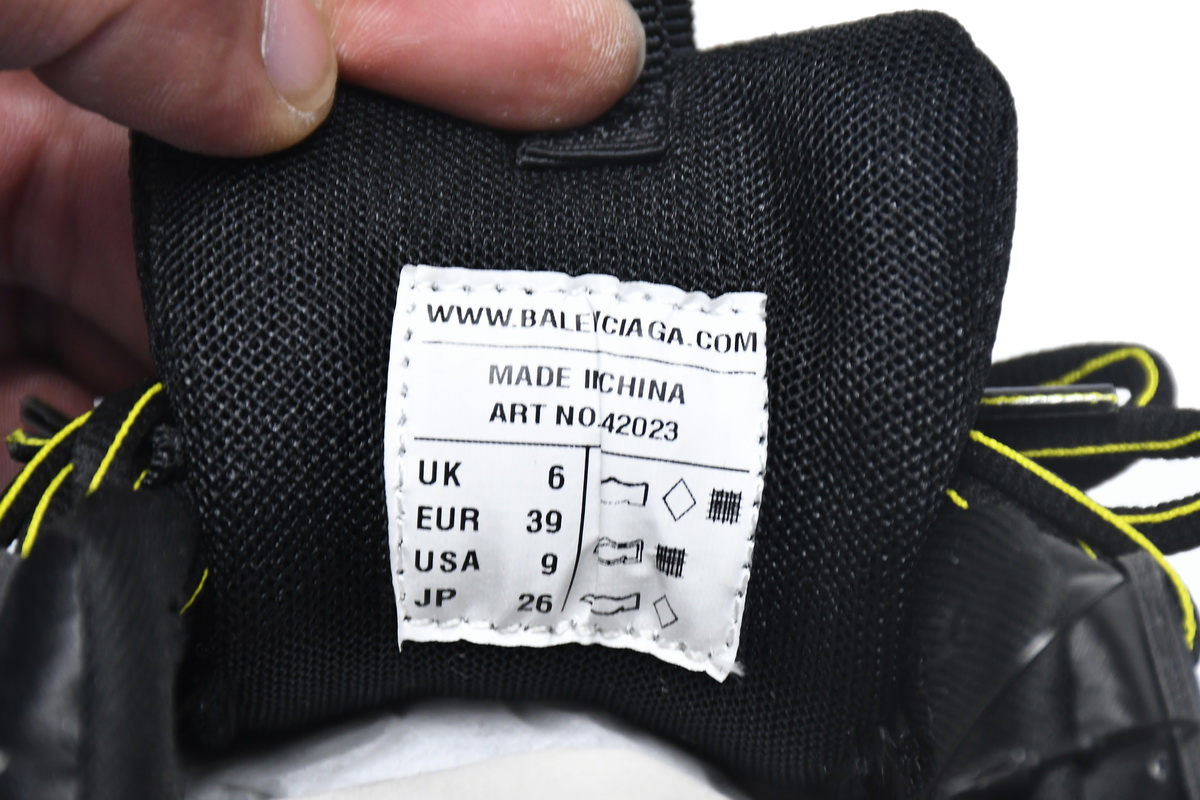 WWW.BALENCIAGA.COM
MADE IN CHINA
ART NO.42023
UK 6
EUR 39
USA 9
JP 26